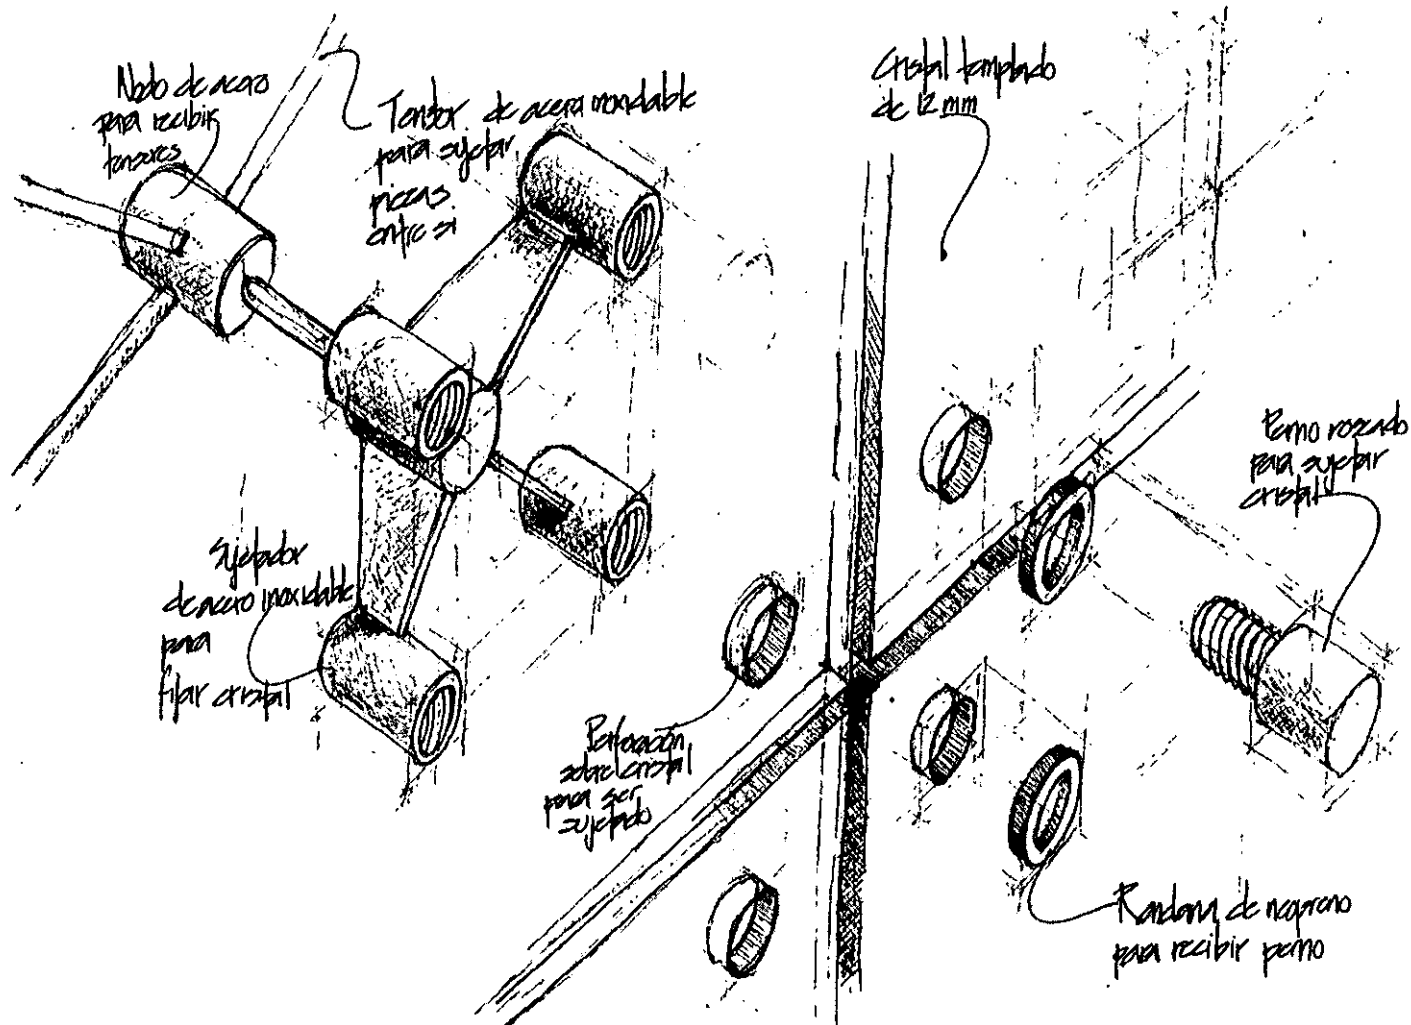 Nodo de acero
para recibir
tensores
Tensor de acero inoxidable
para sujetar
piezas
entre si
Cristal templado
de 12 mm
Perno roscado
para sujetar
cristal
Sujetador
de acero inoxidable
para
fijar cristal
Perforación
sobre cristal
para ser
sujetado
Rondana de neopreno
para recibir perno